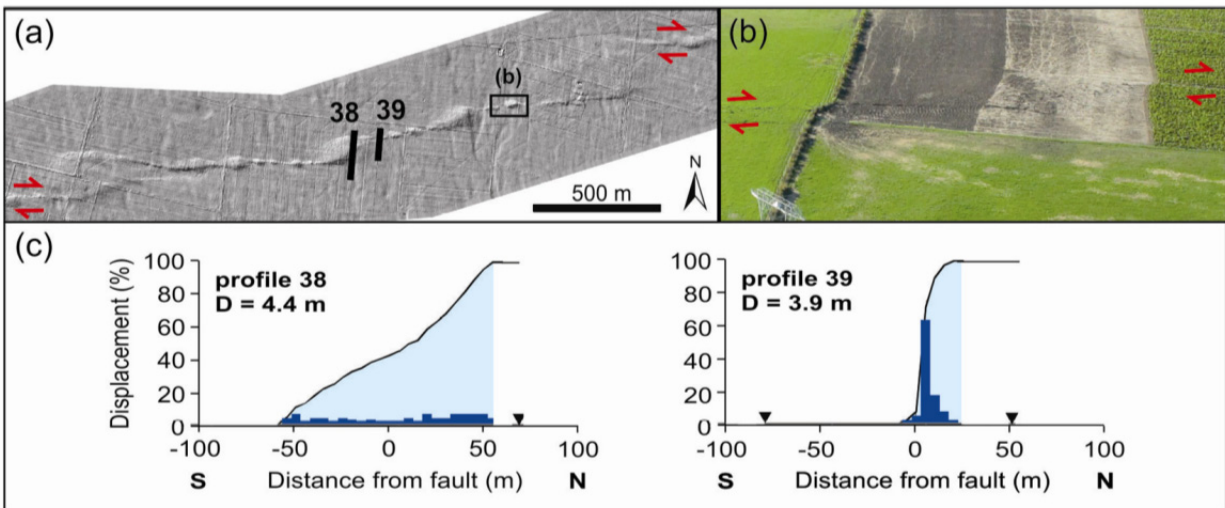 (a)
(b)
38
39
N
500 m
(b)
(c)
Displacement (%)
100
80
60
40
20
0
profile 38
D = 4.4 m
-100
-50
0
50
100
S
Distance from fault (m)
N
100
80
60
40
20
0
profile 39
D = 3.9 m
-100
-50
0
50
100
S
Distance from fault (m)
N